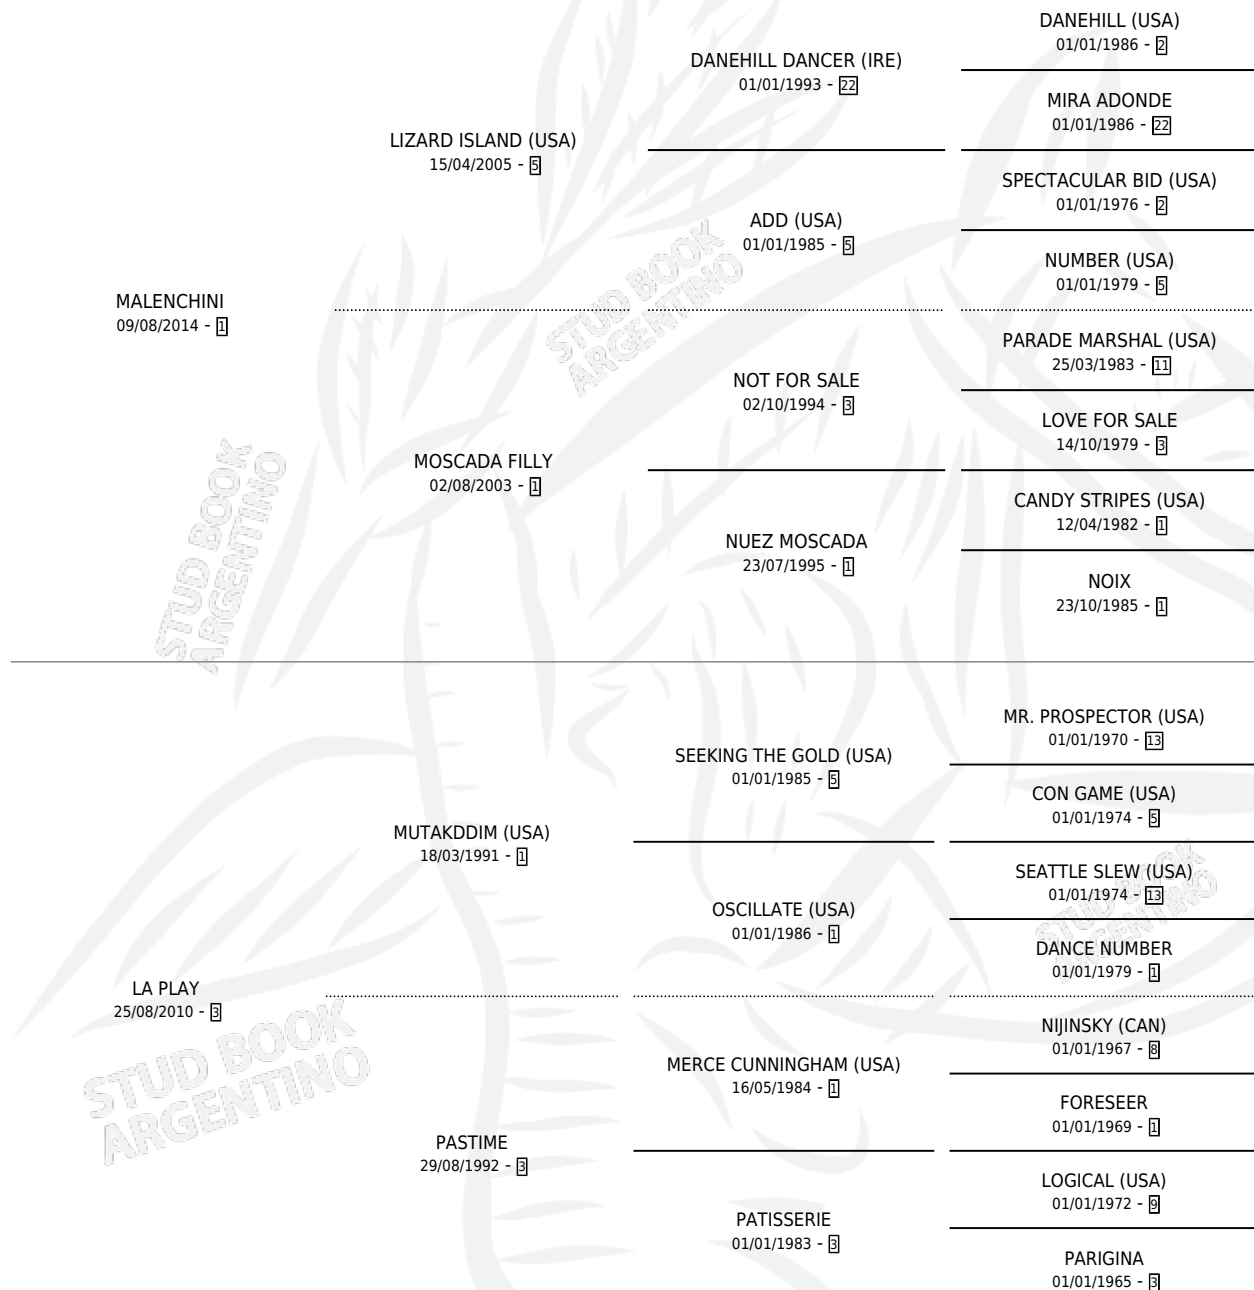 DANEHILL (USA)
01/01/1986 - 2
DANEHILL DANCER (IRE)
01/01/1993 - 22
MIRA ADONDE
01/01/1986 - 22
LIZARD ISLAND (USA)
15/04/2005 - 5
SPECTACULAR BID (USA)
01/01/1976 - 2
ADD (USA)
01/01/1985 - 5
NUMBER (USA)
01/01/1979 - 5
MALENCHINI
09/08/2014 - 1
PARADE MARSHAL (USA)
25/03/1983 - 11
NOT FOR SALE
02/10/1994 - 3
LOVE FOR SALE
14/10/1979 - 3
MOSCADA FILLY
02/08/2003 - 1
CANDY STRIPES (USA)
12/04/1982 - 1
NUEZ MOSCADA
23/07/1995 - 1
NOIX
23/10/1985 - 1
MR. PROSPECTOR (USA)
01/01/1970 - 13
SEEKING THE GOLD (USA)
01/01/1985 - 5
CON GAME (USA)
01/01/1974 - 5
MUTAKDDIM (USA)
18/03/1991 - 1
SEATTLE SLEW (USA)
01/01/1974 - 13
OSCILLATE (USA)
01/01/1986 - 1
DANCE NUMBER
01/01/1979 - 1
LA PLAY
25/08/2010 - 3
NIJINSKY (CAN)
01/01/1967 - 8
MERCE CUNNINGHAM (USA)
16/05/1984 - 1
FORESEER
01/01/1969 - 1
PASTIME
29/08/1992 - 3
LOGICAL (USA)
01/01/1972 - 9
PATISSERIE
01/01/1983 - 3
PARIGINA
01/01/1965 - 3
STUD BOOK
ARGENTINO
STUD BOOK
ARGENTINO
STUD BOOK
ARGENTINO
STUD BOOK
ARGENTINO